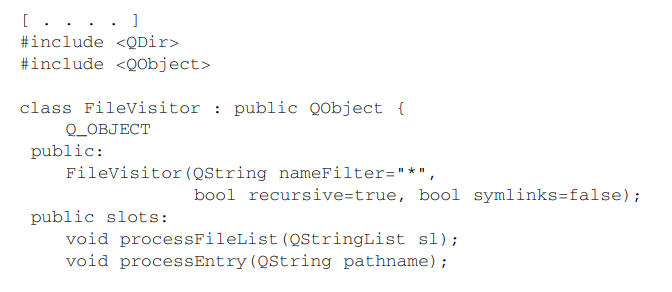 [ . . . . ]
#include <QDir>
#include <QObject>

class FileVisitor : public QObject {
    Q_OBJECT
 public:
    FileVisitor(QString nameFilter="*",
                bool recursive=true, bool symlinks=false);
 public slots:
    void processFileList(QStringList sl);
    void processEntry(QString pathname);